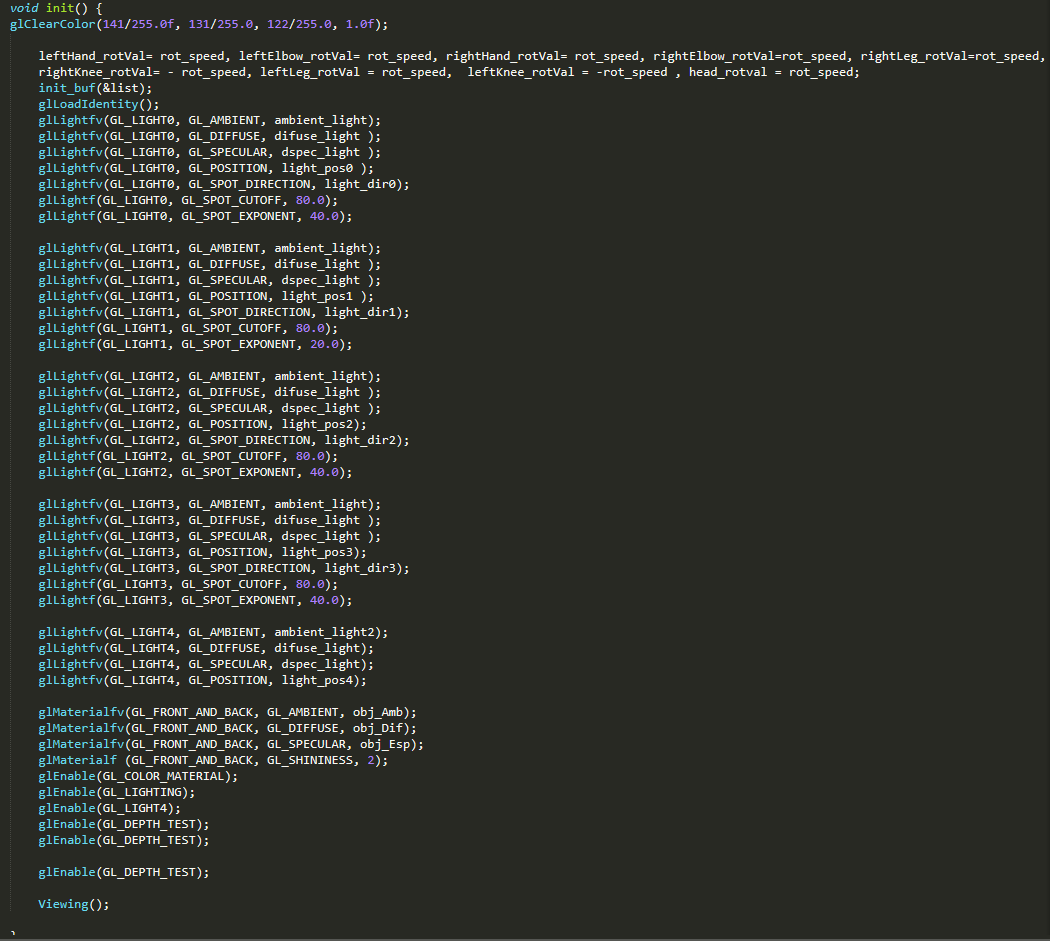 void init() {
glClearColor(141/255.0f, 131/255.0, 122/255.0, 1.0f);
leftHand_rotVal= rot_speed, leftElbow_rotVal= rot_speed, rightHand_rotVal= rot_speed, rightElbow_rotVal=rot_speed, rightLeg_rotVal=rot_speed,
rightKnee_rotVal= - rot_speed, leftLeg_rotVal = rot_speed,  leftKnee_rotVal = -rot_speed , head_rotval = rot_speed;
init_buf(&list);
glLoadIdentity();
glLightfv(GL_LIGHT0, GL_AMBIENT, ambient_light);
glLightfv(GL_LIGHT0, GL_DIFFUSE, difuse_light );
glLightfv(GL_LIGHT0, GL_SPECULAR, dspec_light );
glLightfv(GL_LIGHT0, GL_POSITION, light_pos0 );
glLightfv(GL_LIGHT0, GL_SPOT_DIRECTION, light_dir0);
glLightf(GL_LIGHT0, GL_SPOT_CUTOFF, 80.0);
glLightf(GL_LIGHT0, GL_SPOT_EXPONENT, 40.0);
glLightfv(GL_LIGHT1, GL_AMBIENT, ambient_light);
glLightfv(GL_LIGHT1, GL_DIFFUSE, difuse_light );
glLightfv(GL_LIGHT1, GL_SPECULAR, dspec_light );
glLightfv(GL_LIGHT1, GL_POSITION, light_pos1 );
glLightfv(GL_LIGHT1, GL_SPOT_DIRECTION, light_dir1);
glLightf(GL_LIGHT1, GL_SPOT_CUTOFF, 80.0);
glLightf(GL_LIGHT1, GL_SPOT_EXPONENT, 20.0);
glLightfv(GL_LIGHT2, GL_AMBIENT, ambient_light);
glLightfv(GL_LIGHT2, GL_DIFFUSE, difuse_light );
glLightfv(GL_LIGHT2, GL_SPECULAR, dspec_light );
glLightfv(GL_LIGHT2, GL_POSITION, light_pos2);
glLightfv(GL_LIGHT2, GL_SPOT_DIRECTION, light_dir2);
glLightf(GL_LIGHT2, GL_SPOT_CUTOFF, 80.0);
glLightf(GL_LIGHT2, GL_SPOT_EXPONENT, 40.0);
glLightfv(GL_LIGHT3, GL_AMBIENT, ambient_light);
glLightfv(GL_LIGHT3, GL_DIFFUSE, difuse_light );
glLightfv(GL_LIGHT3, GL_SPECULAR, dspec_light );
glLightfv(GL_LIGHT3, GL_POSITION, light_pos3);
glLightfv(GL_LIGHT3, GL_SPOT_DIRECTION, light_dir3);
glLightf(GL_LIGHT3, GL_SPOT_CUTOFF, 80.0);
glLightf(GL_LIGHT3, GL_SPOT_EXPONENT, 40.0);
glLightfv(GL_LIGHT4, GL_AMBIENT, ambient_light2);
glLightfv(GL_LIGHT4, GL_DIFFUSE, difuse_light);
glLightfv(GL_LIGHT4, GL_SPECULAR, dspec_light);
glLightfv(GL_LIGHT4, GL_POSITION, light_pos4);
glMaterialfv(GL_FRONT_AND_BACK, GL_AMBIENT, obj_Amb);
glMaterialfv(GL_FRONT_AND_BACK, GL_DIFFUSE, obj_Dif);
glMaterialfv(GL_FRONT_AND_BACK, GL_SPECULAR, obj_Esp);
glMaterialf (GL_FRONT_AND_BACK, GL_SHININESS, 2);
glEnable(GL_COLOR_MATERIAL);
glEnable(GL_LIGHTING);
glEnable(GL_LIGHT4);
glEnable(GL_DEPTH_TEST);
glEnable(GL_DEPTH_TEST);
glEnable(GL_DEPTH_TEST);
Viewing();
}